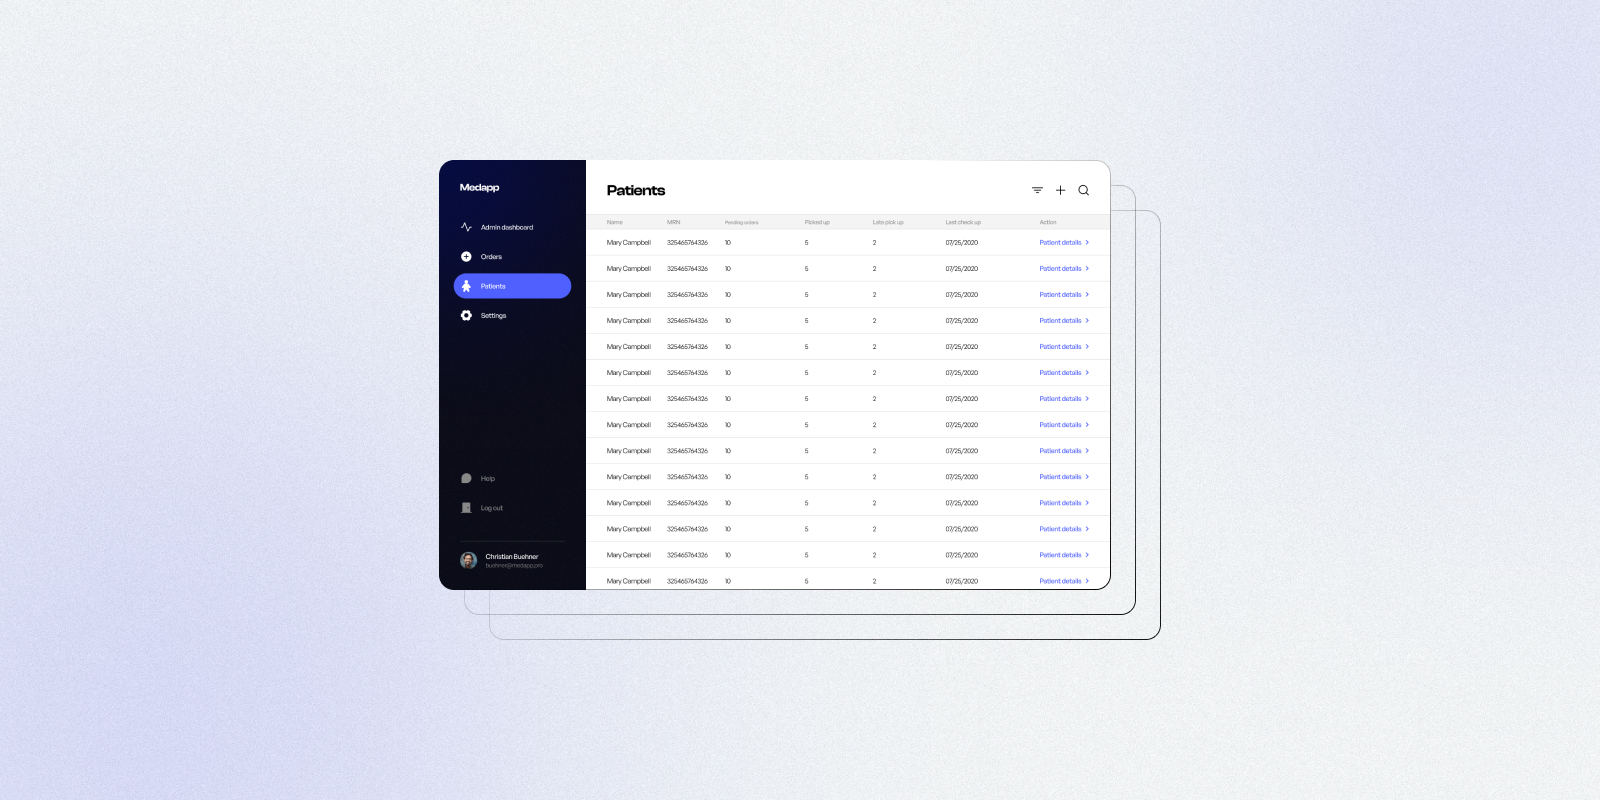 Medapp
Admin dashboard
Orders
Patients
Settings
Help
Log out
Christian Buehner
buehner@medapp.pro
Patients
Name MRN Pending orders Picked up Late pick up Last check up Action
Mary Campbell 325465764326 10 5 2 07/25/2020 Patient details
Mary Campbell 325465764326 10 5 2 07/25/2020 Patient details
Mary Campbell 325465764326 10 5 2 07/25/2020 Patient details
Mary Campbell 325465764326 10 5 2 07/25/2020 Patient details
Mary Campbell 325465764326 10 5 2 07/25/2020 Patient details
Mary Campbell 325465764326 10 5 2 07/25/2020 Patient details
Mary Campbell 325465764326 10 5 2 07/25/2020 Patient details
Mary Campbell 325465764326 10 5 2 07/25/2020 Patient details
Mary Campbell 325465764326 10 5 2 07/25/2020 Patient details
Mary Campbell 325465764326 10 5 2 07/25/2020 Patient details
Mary Campbell 325465764326 10 5 2 07/25/2020 Patient details
Mary Campbell 325465764326 10 5 2 07/25/2020 Patient details
Mary Campbell 325465764326 10 5 2 07/25/2020 Patient details
Mary Campbell 325465764326 10 5 2 07/25/2020 Patient details